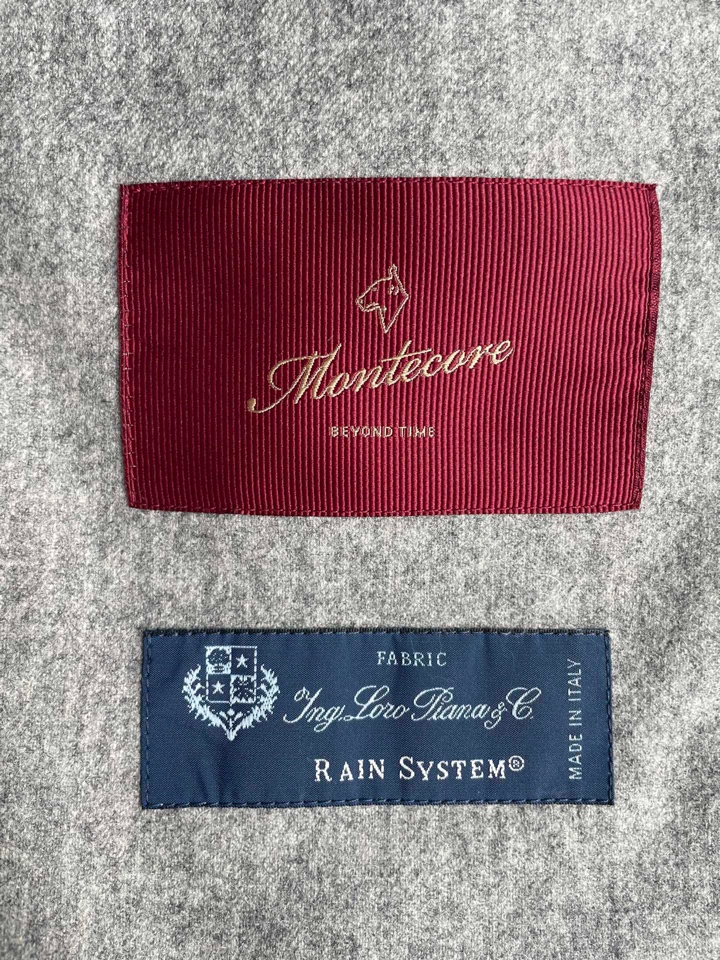 Montecore
BEYOND TIME
FABRIC
Ing. Loro Piana & C.
RAIN SYSTEM®
MADE IN ITALY